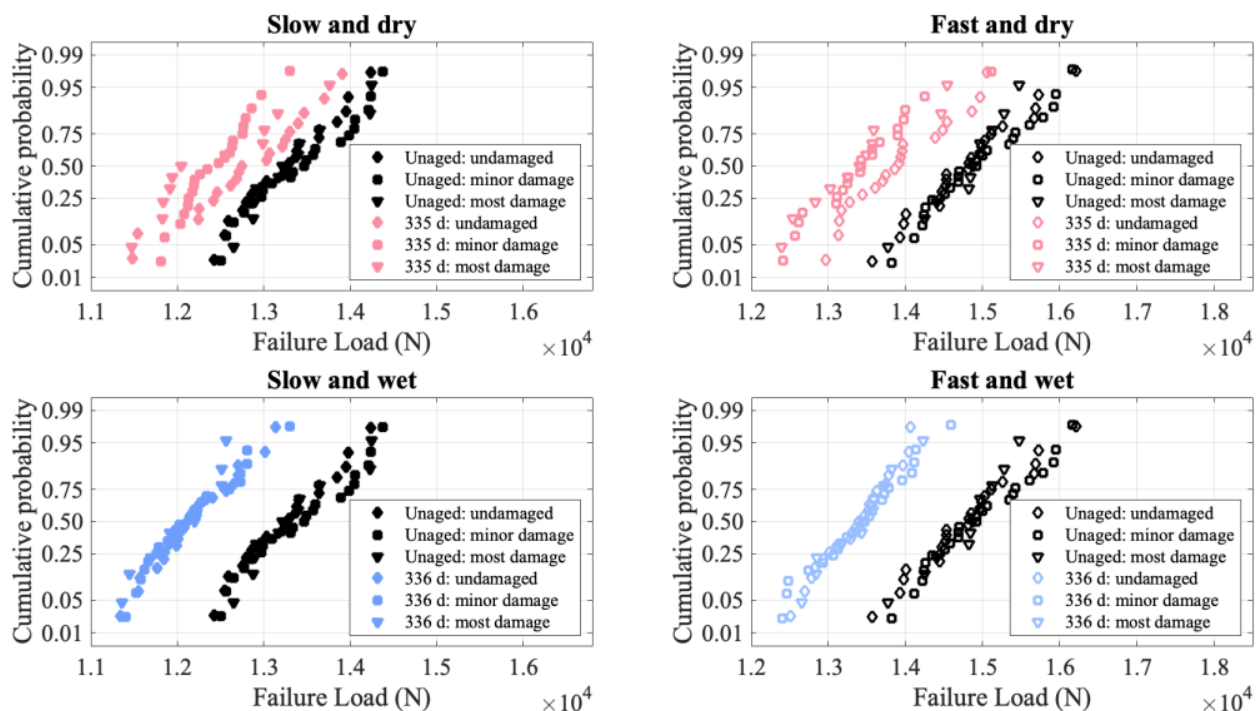 Slow and dry
Cumulative probability
0.99
0.95
0.75
0.50
0.25
0.05
0.01
Unaged: undamaged
Unaged: minor damage
Unaged: most damage
335 d: undamaged
335 d: minor damage
335 d: most damage
1.1 1.2 1.3 1.4 1.5 1.6
Failure Load (N)
×10⁴
Fast and dry
Cumulative probability
0.99
0.95
0.75
0.50
0.25
0.05
0.01
Unaged: undamaged
Unaged: minor damage
Unaged: most damage
335 d: undamaged
335 d: minor damage
335 d: most damage
1.2 1.3 1.4 1.5 1.6 1.7 1.8
Failure Load (N)
×10⁴
Slow and wet
Cumulative probability
0.99
0.95
0.75
0.50
0.25
0.05
0.01
Unaged: undamaged
Unaged: minor damage
Unaged: most damage
336 d: undamaged
336 d: minor damage
336 d: most damage
1.1 1.2 1.3 1.4 1.5 1.6
Failure Load (N)
×10⁴
Fast and wet
Cumulative probability
0.99
0.95
0.75
0.50
0.25
0.05
0.01
Unaged: undamaged
Unaged: minor damage
Unaged: most damage
336 d: undamaged
336 d: minor damage
336 d: most damage
1.2 1.3 1.4 1.5 1.6 1.7 1.8
Failure Load (N)
×10⁴